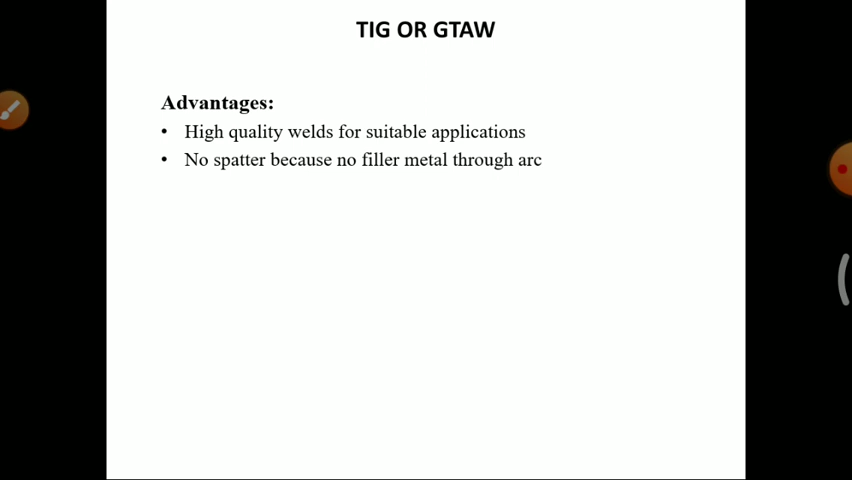 TIG OR GTAW
Advantages:
• High quality welds for suitable applications
• No spatter because no filler metal through arc